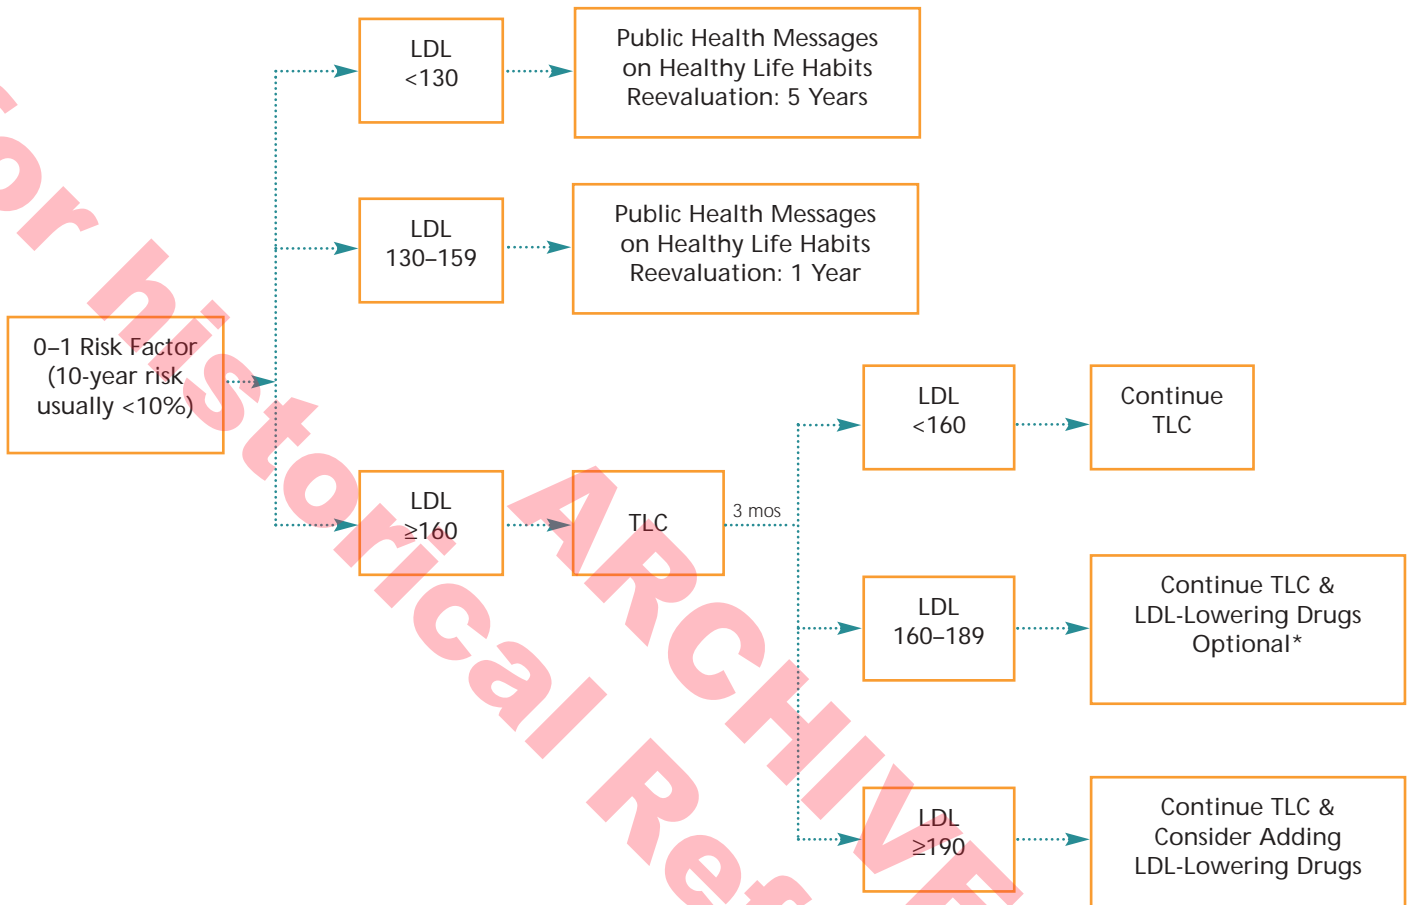 LDL
<130
Public Health Messages
on Healthy Life Habits
Reevaluation: 5 Years
LDL
130–159
Public Health Messages
on Healthy Life Habits
Reevaluation: 1 Year
0–1 Risk Factor
(10-year risk
usually <10%)
LDL
≥160
TLC
3 mos
LDL
<160
Continue
TLC
LDL
160–189
Continue TLC &
LDL-Lowering Drugs
Optional*
LDL
≥190
Continue TLC &
Consider Adding
LDL-Lowering Drugs
for historical Ref
ARCHIVE